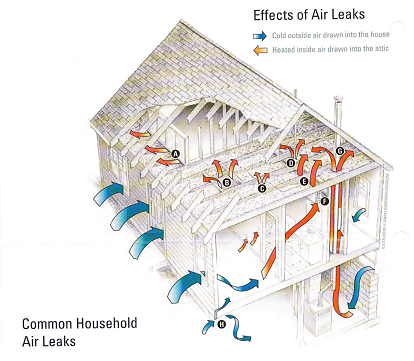 Effects of Air Leaks
Cold outside air drawn into the house
Heated inside air drawn into the attic
A
B
C
D
E
F
G
H
Common Household
Air Leaks